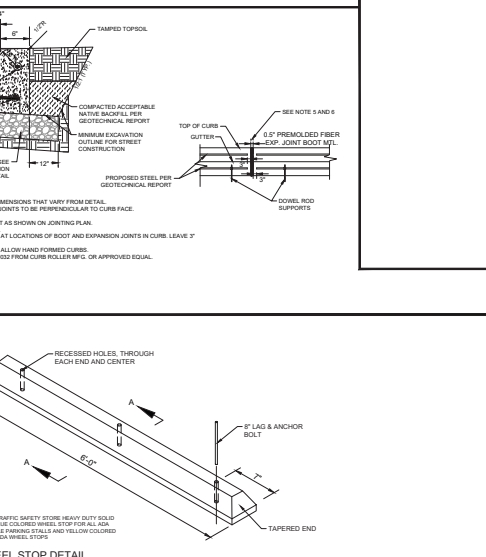 6"
1/2"R
TAMPED TOPSOIL
COMPACTED ACCEPTABLE
NATIVE BACKFILL PER
GEOTECHNICAL REPORT
MINIMUM EXCAVATION
OUTLINE FOR STREET
CONSTRUCTION
12"
SEE
TOP OF CURB
GUTTER
SEE NOTE 5 AND 6
0.5" PREMOLDED FIBER
EXP. JOINT BOOT MTL.
3"
3"
PROPOSED STEEL PER
GEOTECHNICAL REPORT
DOWEL ROD
SUPPORTS
MENSIONS THAT VARY FROM DETAIL.
OINTS TO BE PERPENDICULAR TO CURB FACE.
T AS SHOWN ON JOINTING PLAN.
AT LOCATIONS OF BOOT AND EXPANSION JOINTS IN CURB. LEAVE 3"
ALLOW HAND FORMED CURBS.
032 FROM CURB ROLLER MFG. OR APPROVED EQUAL.
RECESSED HOLES, THROUGH
EACH END AND CENTER
A
8" LAG & ANCHOR
BOLT
6'-0"
A
7"
TAPERED END
RAFFIC SAFETY STORE HEAVY DUTY SOLID
UE COLORED WHEEL STOP FOR ALL ADA
E PARKING STALLS AND YELLOW COLORED
DA WHEEL STOPS
EEL STOP DETAIL